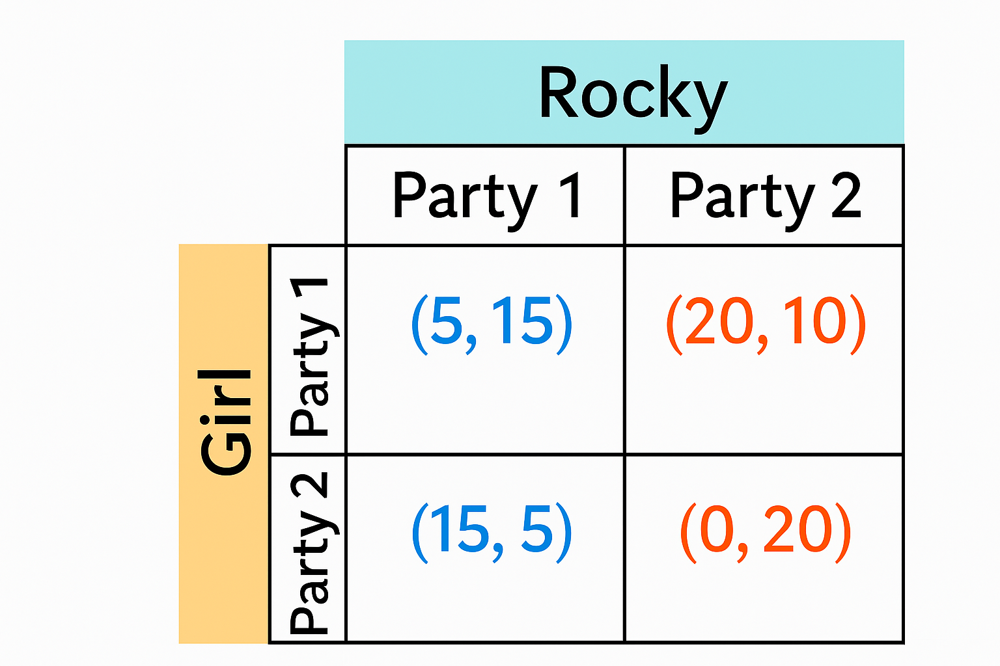 Rocky
Party 1 Party 2
Girl
Party 1
(5, 15) (20, 10)
Party 2
(15, 5) (0, 20)